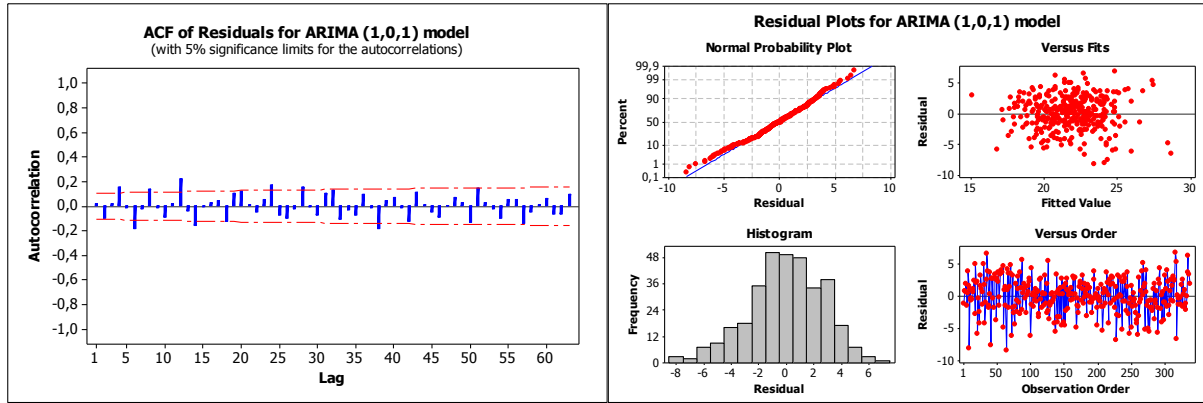 ACF of Residuals for ARIMA (1,0,1) model
(with 5% significance limits for the autocorrelations)
1,0
0,8
0,6
0,4
0,2
0,0
-0,2
-0,4
-0,6
-0,8
-1,0
Autocorrelation
1 5 10 15 20 25 30 35 40 45 50 55 60
Lag
Residual Plots for ARIMA (1,0,1) model
Normal Probability Plot
99,9
99
90
50
10
1
0,1
Percent
-10 -5 0 5 10
Residual
Versus Fits
5
0
-5
-10
Residual
15 20 25 30
Fitted Value
Histogram
48
36
24
12
0
Frequency
-8 -6 -4 -2 0 2 4 6
Residual
Versus Order
5
0
-5
-10
Residual
1 50 100 150 200 250 300
Observation Order